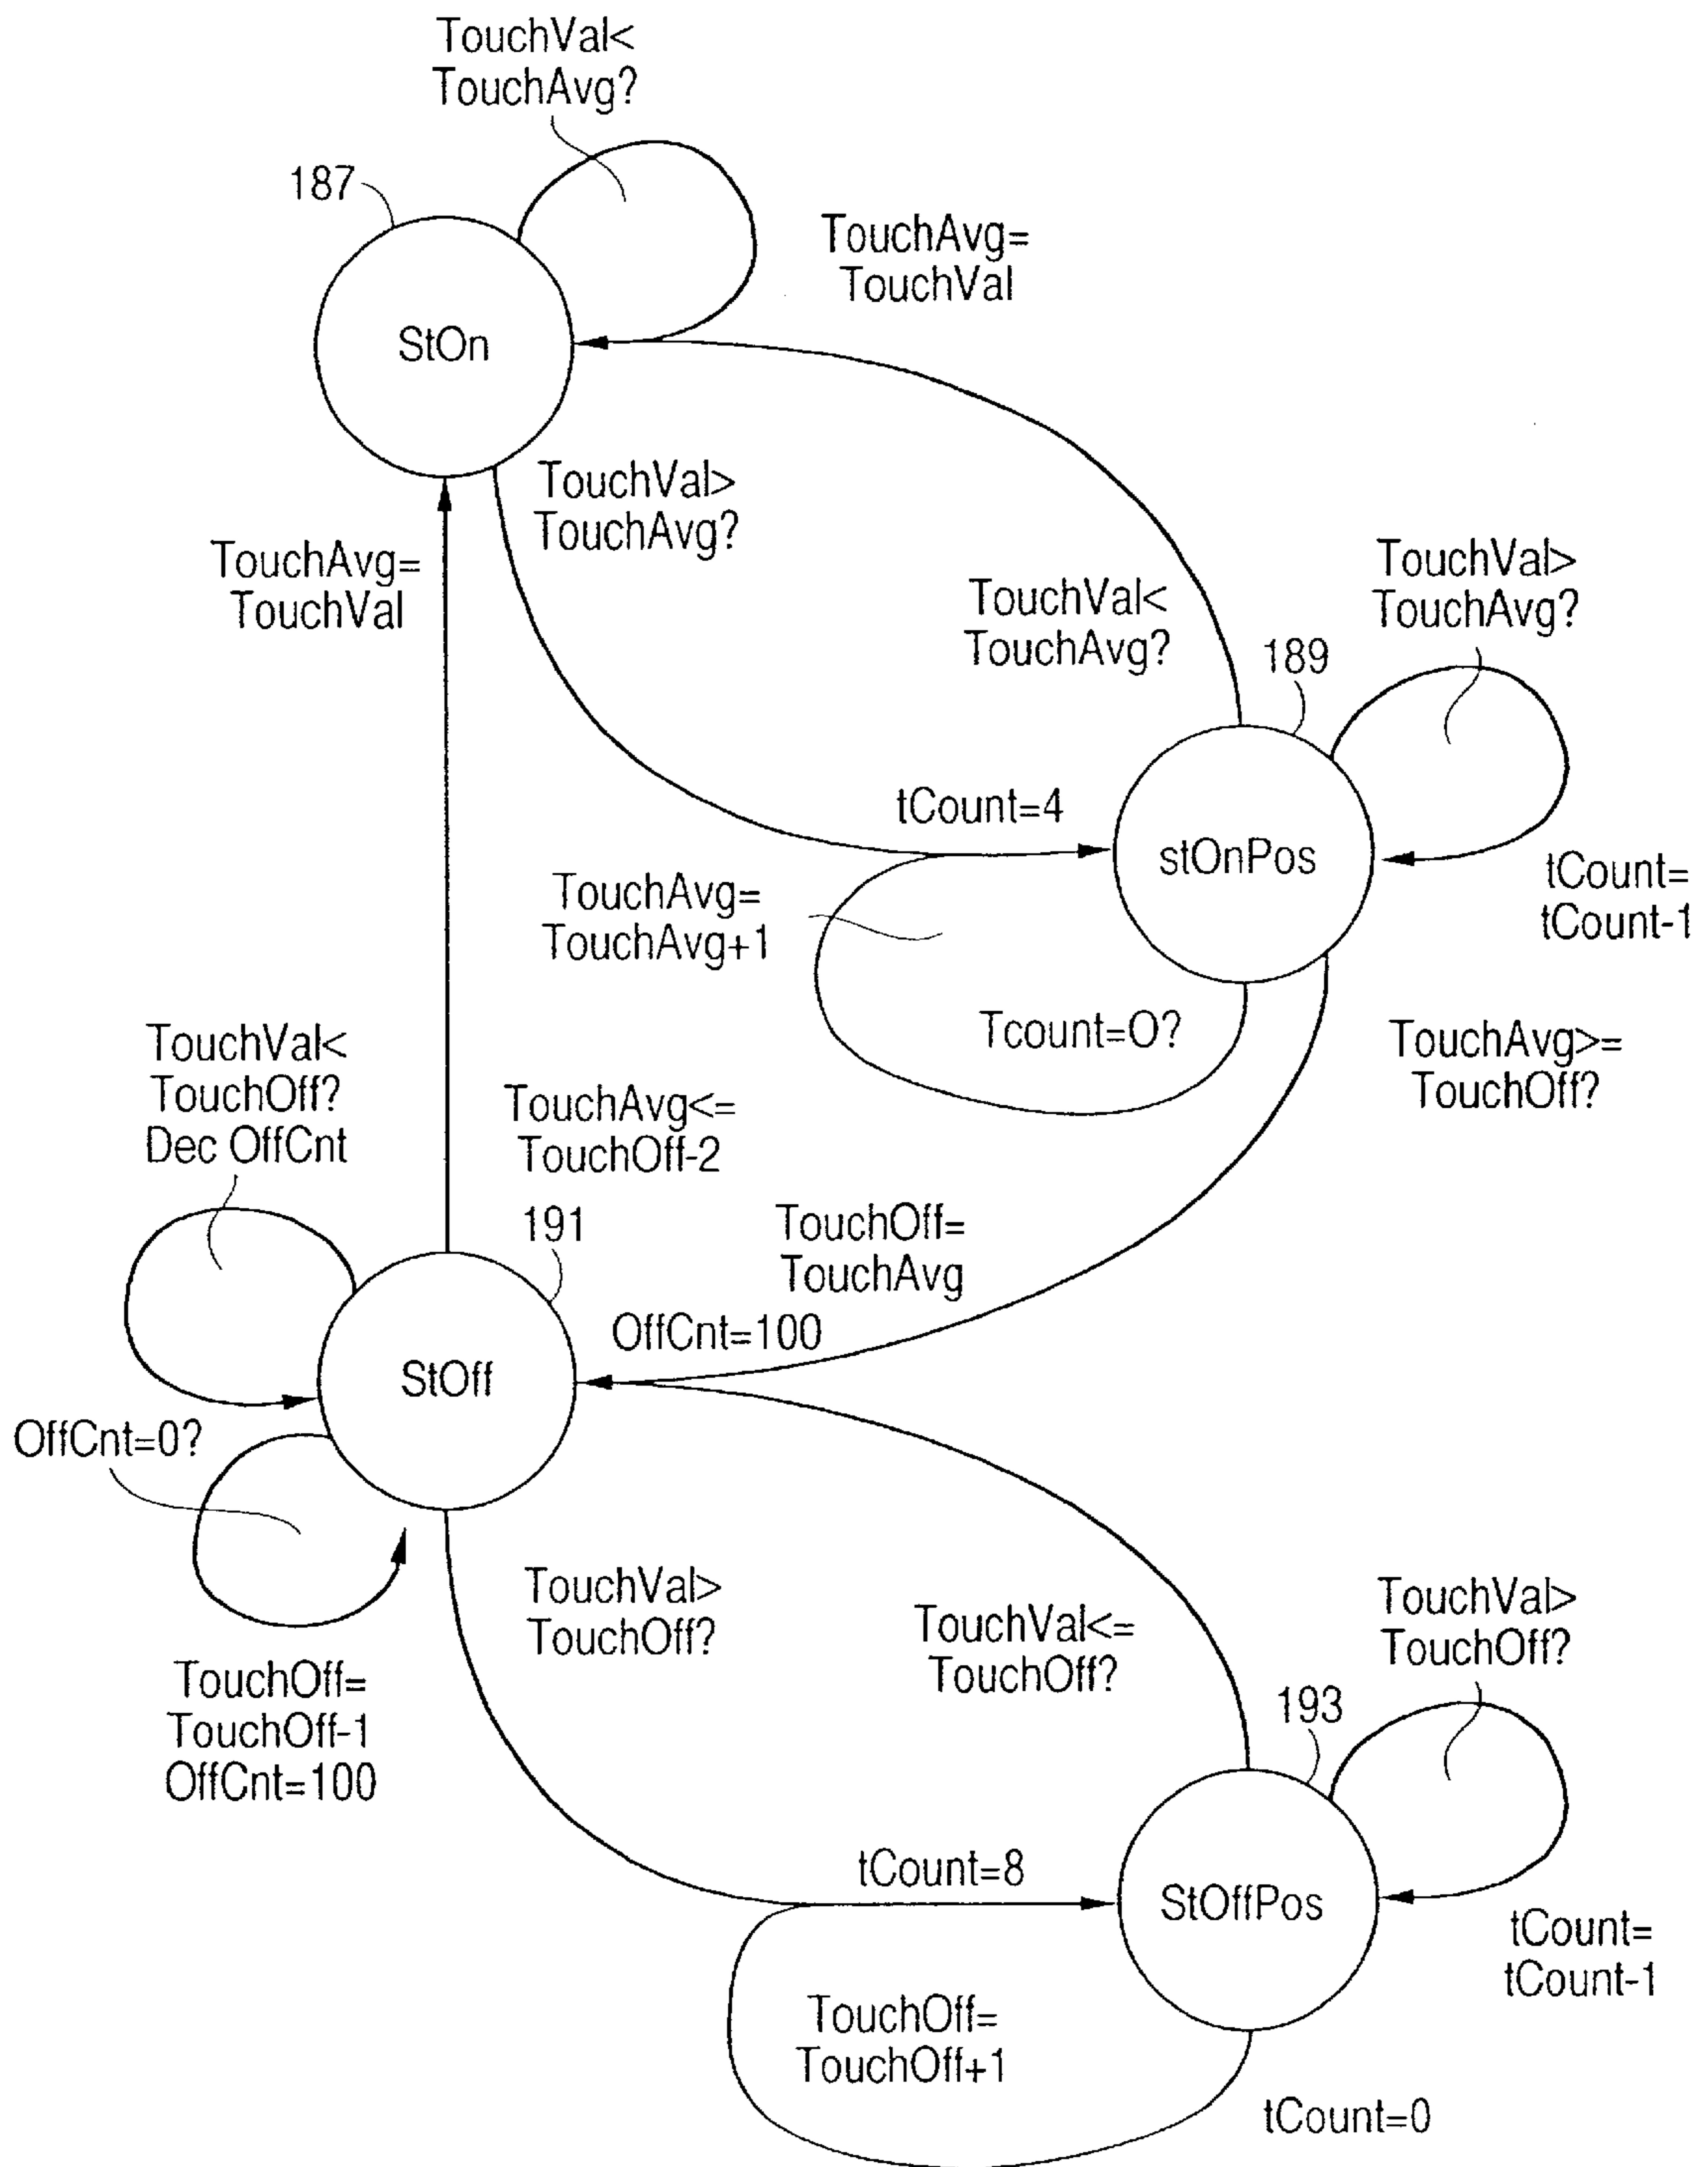 TouchVal<
TouchAvg?
187
TouchAvg=
TouchVal
StOn
TouchVal>
TouchAvg?
TouchAvg=
TouchVal
TouchVal<
TouchAvg?
189
TouchVal>
TouchAvg?
tCount=4
stOnPos
tCount=
tCount-1
TouchAvg=
TouchAvg+1
Tcount=O?
TouchAvg>=
TouchOff?
TouchVal<
TouchOff?
Dec OffCnt
TouchAvg<=
TouchOff-2
191
TouchOff=
TouchAvg
OffCnt=100
StOff
OffCnt=0?
TouchVal>
TouchOff?
TouchVal<=
TouchOff?
TouchVal>
TouchOff?
193
TouchOff=
TouchOff-1
OffCnt=100
tCount=8
StOffPos
tCount=
tCount-1
TouchOff=
TouchOff+1
tCount=0